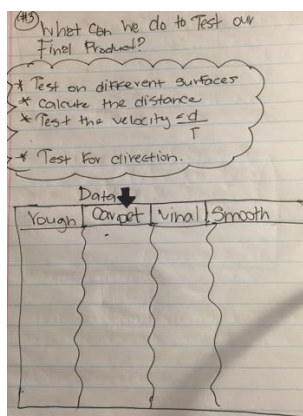 #3 What can we do to Test our
Final Product?
* Test on different surfaces
* Calcute the distance
* Test the velocity = d
T
* Test for direction.
Data
rough | Carpet | Vinal | Smooth